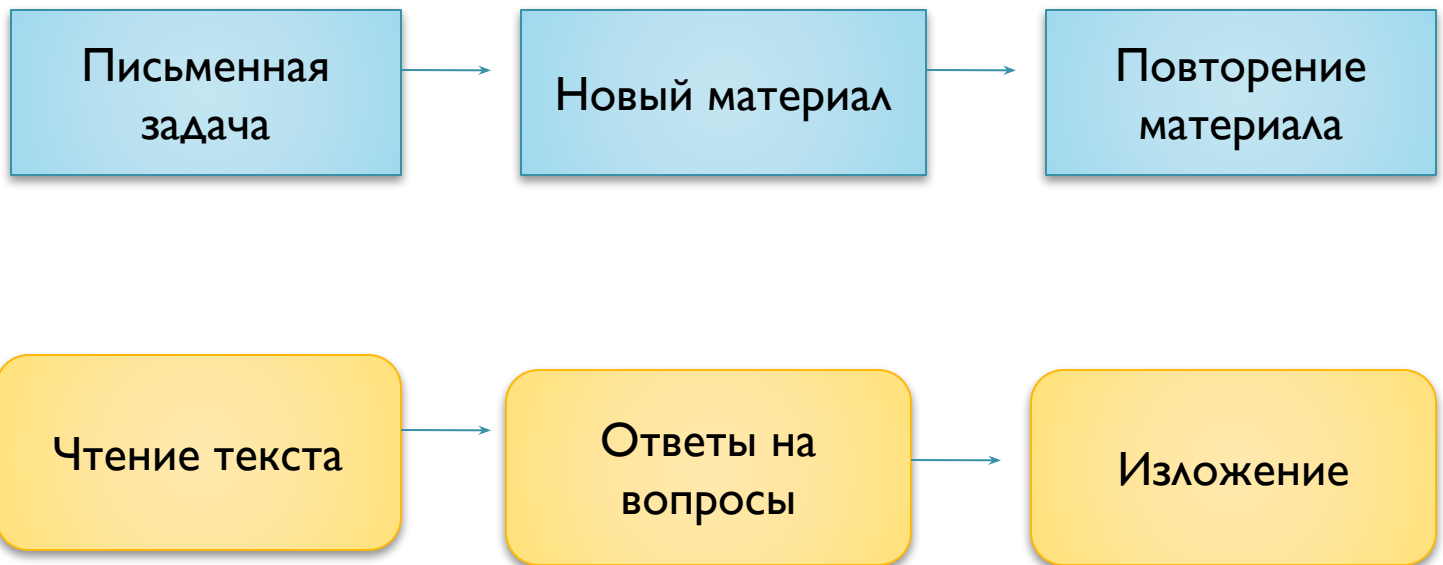 Письменная
задача
Новый материал
Повторение
материала
Чтение текста
Ответы на
вопросы
Изложение